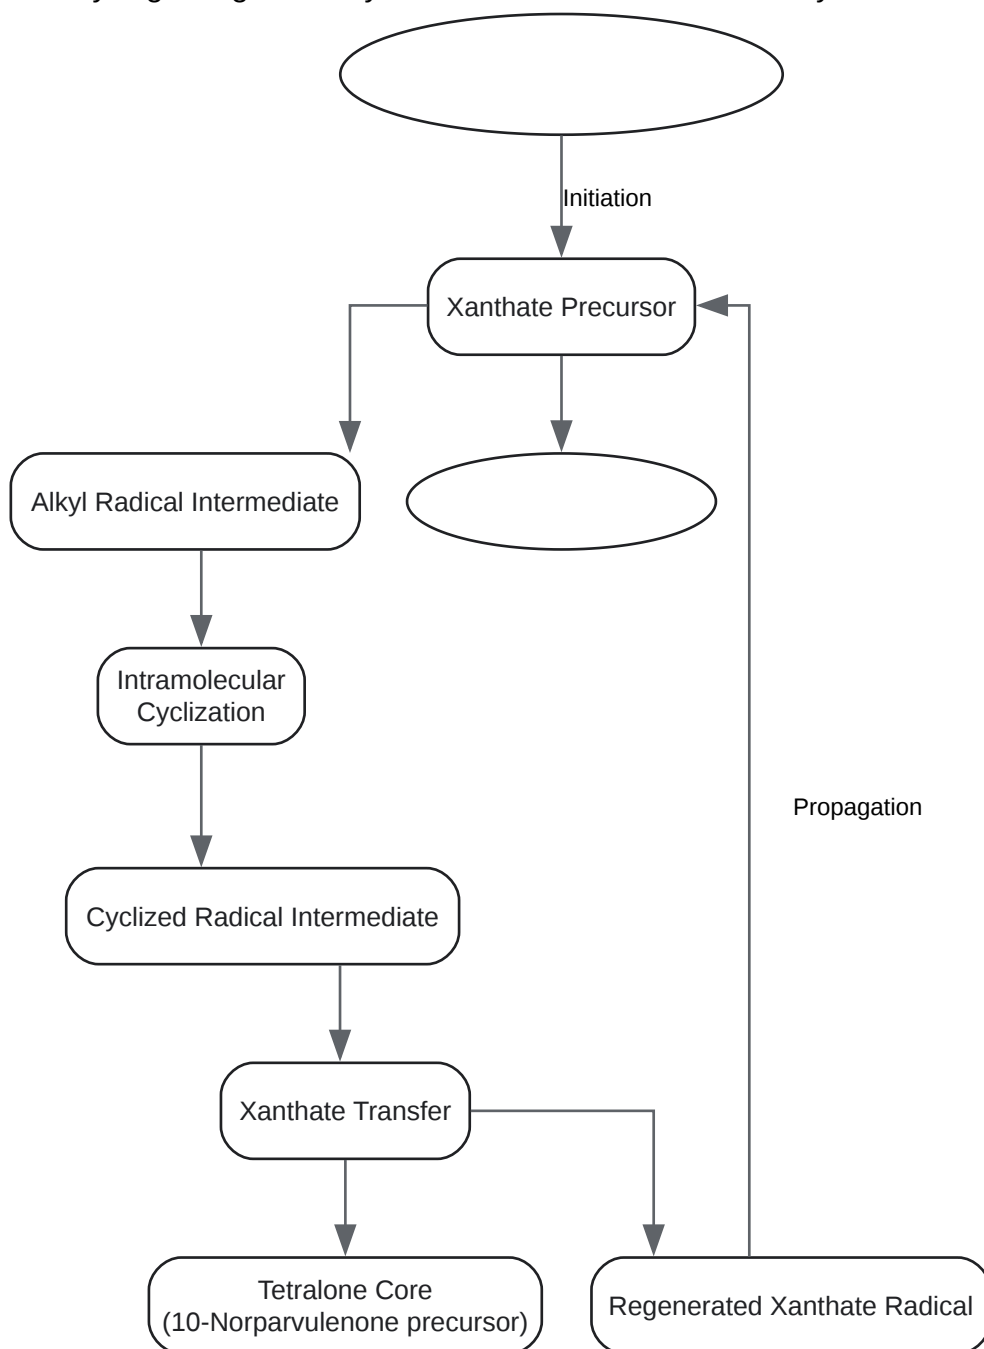 Initiation
Xanthate Precursor
Alkyl Radical Intermediate
Intramolecular
Cyclization
Propagation
Cyclized Radical Intermediate
Xanthate Transfer
Tetralone Core
(10-Norparvulenone precursor)
Regenerated Xanthate Radical